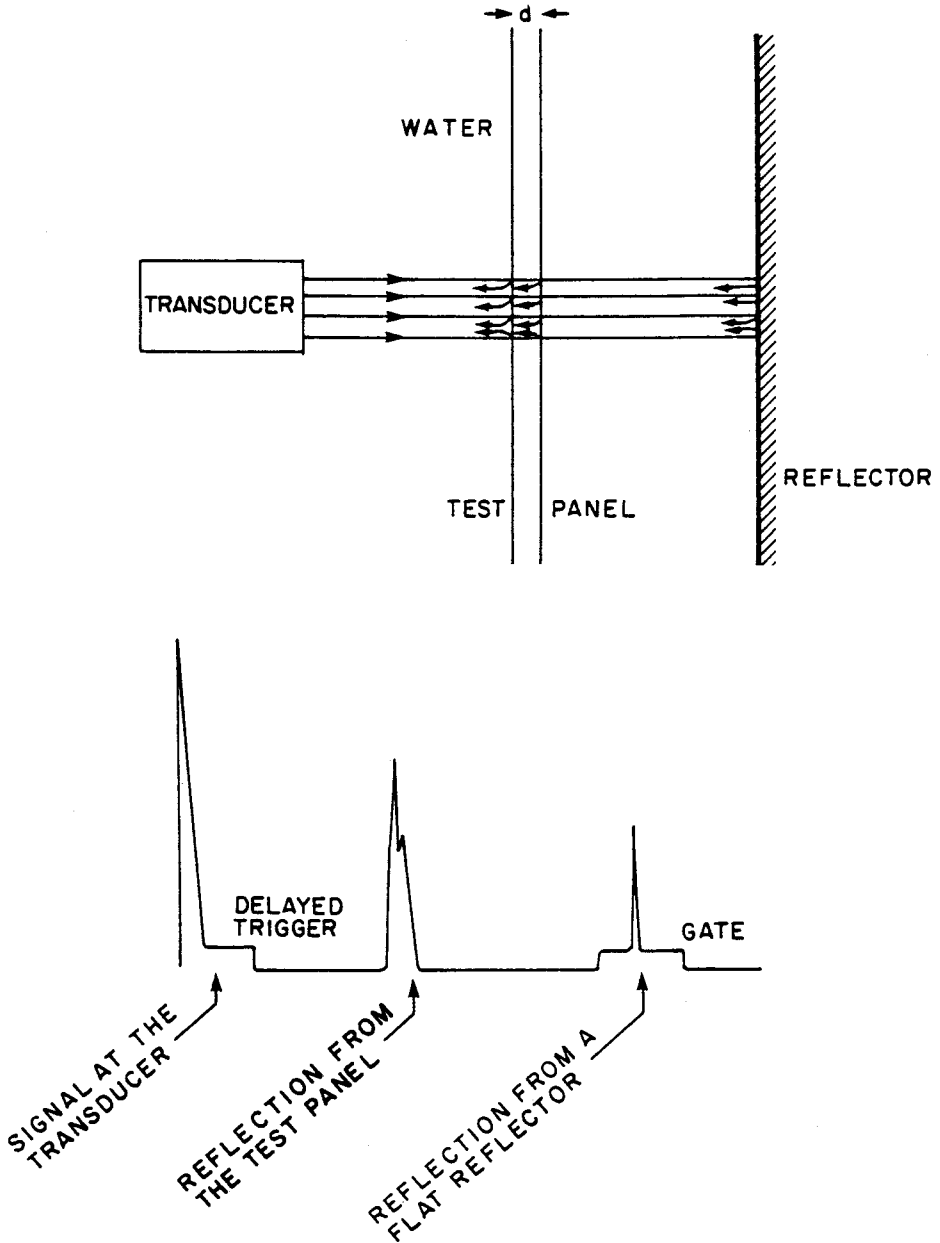 d
WATER
TRANSDUCER
REFLECTOR
TEST PANEL
DELAYED
TRIGGER
GATE
SIGNAL AT THE
TRANSDUCER
REFLECTION FROM
THE TEST PANEL
REFLECTION FROM A
FLAT REFLECTOR